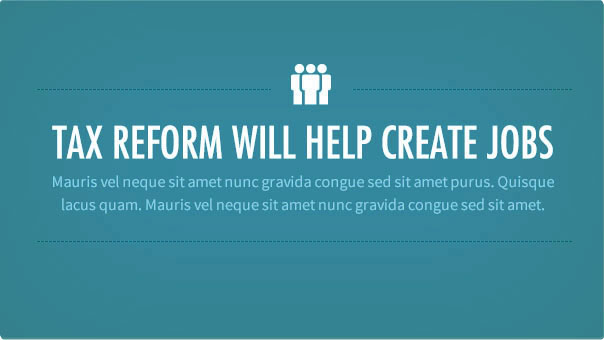 TAX REFORM WILL HELP CREATE JOBS
Mauris vel neque sit amet nunc gravida congue sed sit amet purus. Quisque
lacus quam. Mauris vel neque sit amet nunc gravida congue sed sit amet.